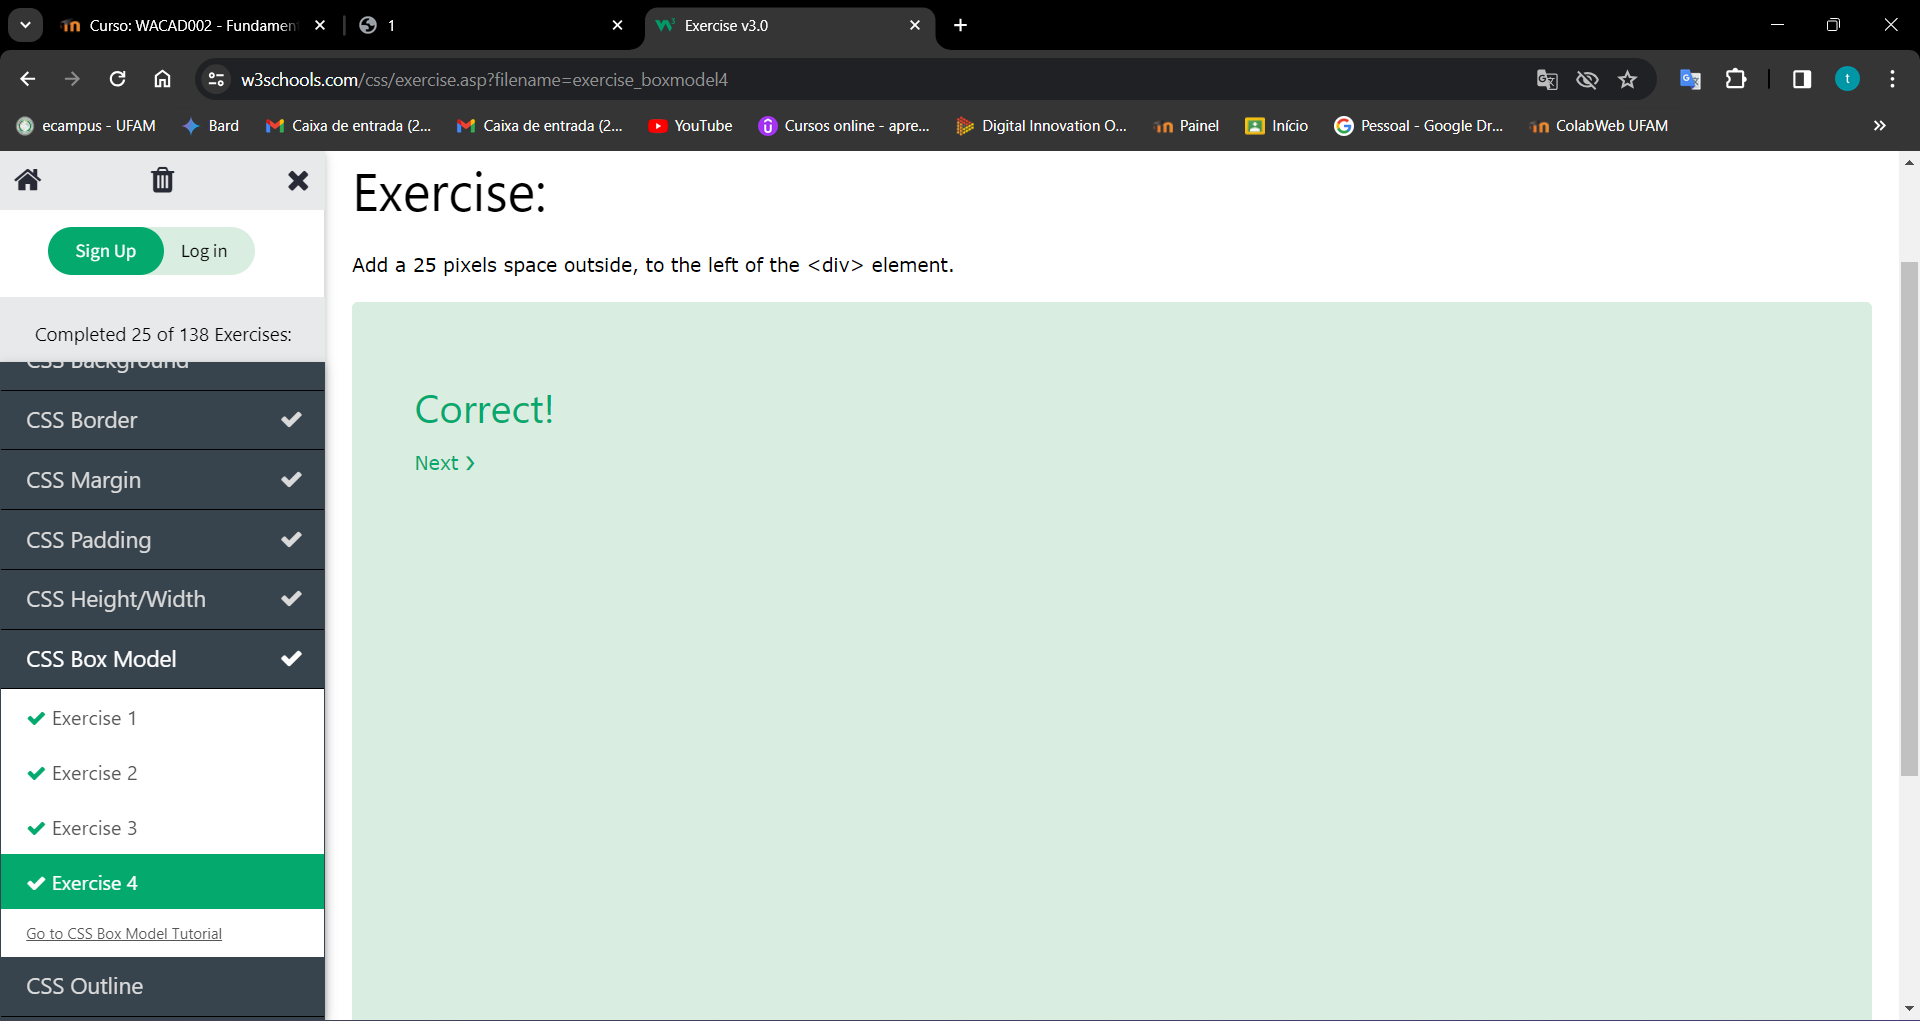 Curso: WACAD002 - Fundamen
1
Exercise v3.0
w3schools.com/css/exercise.asp?filename=exercise_boxmodel4
t
ecampus - UFAM
Bard
Caixa de entrada (2...
Caixa de entrada (2...
YouTube
Cursos online - apre...
Digital Innovation O...
Painel
Início
Pessoal - Google Dr...
ColabWeb UFAM
Sign Up
Log in
Completed 25 of 138 Exercises:
CSS Background
CSS Border
CSS Margin
CSS Padding
CSS Height/Width
CSS Box Model
Exercise 1
Exercise 2
Exercise 3
Exercise 4
Go to CSS Box Model Tutorial
CSS Outline
Exercise:
Add a 25 pixels space outside, to the left of the <div> element.
Correct!
Next ❯